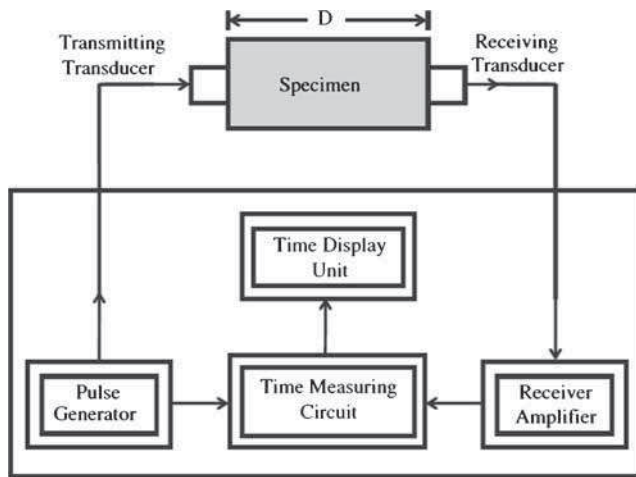 D
Transmitting
Transducer
Receiving
Transducer
Specimen
Time Display
Unit
Pulse
Generator
Time Measuring
Circuit
Receiver
Amplifier